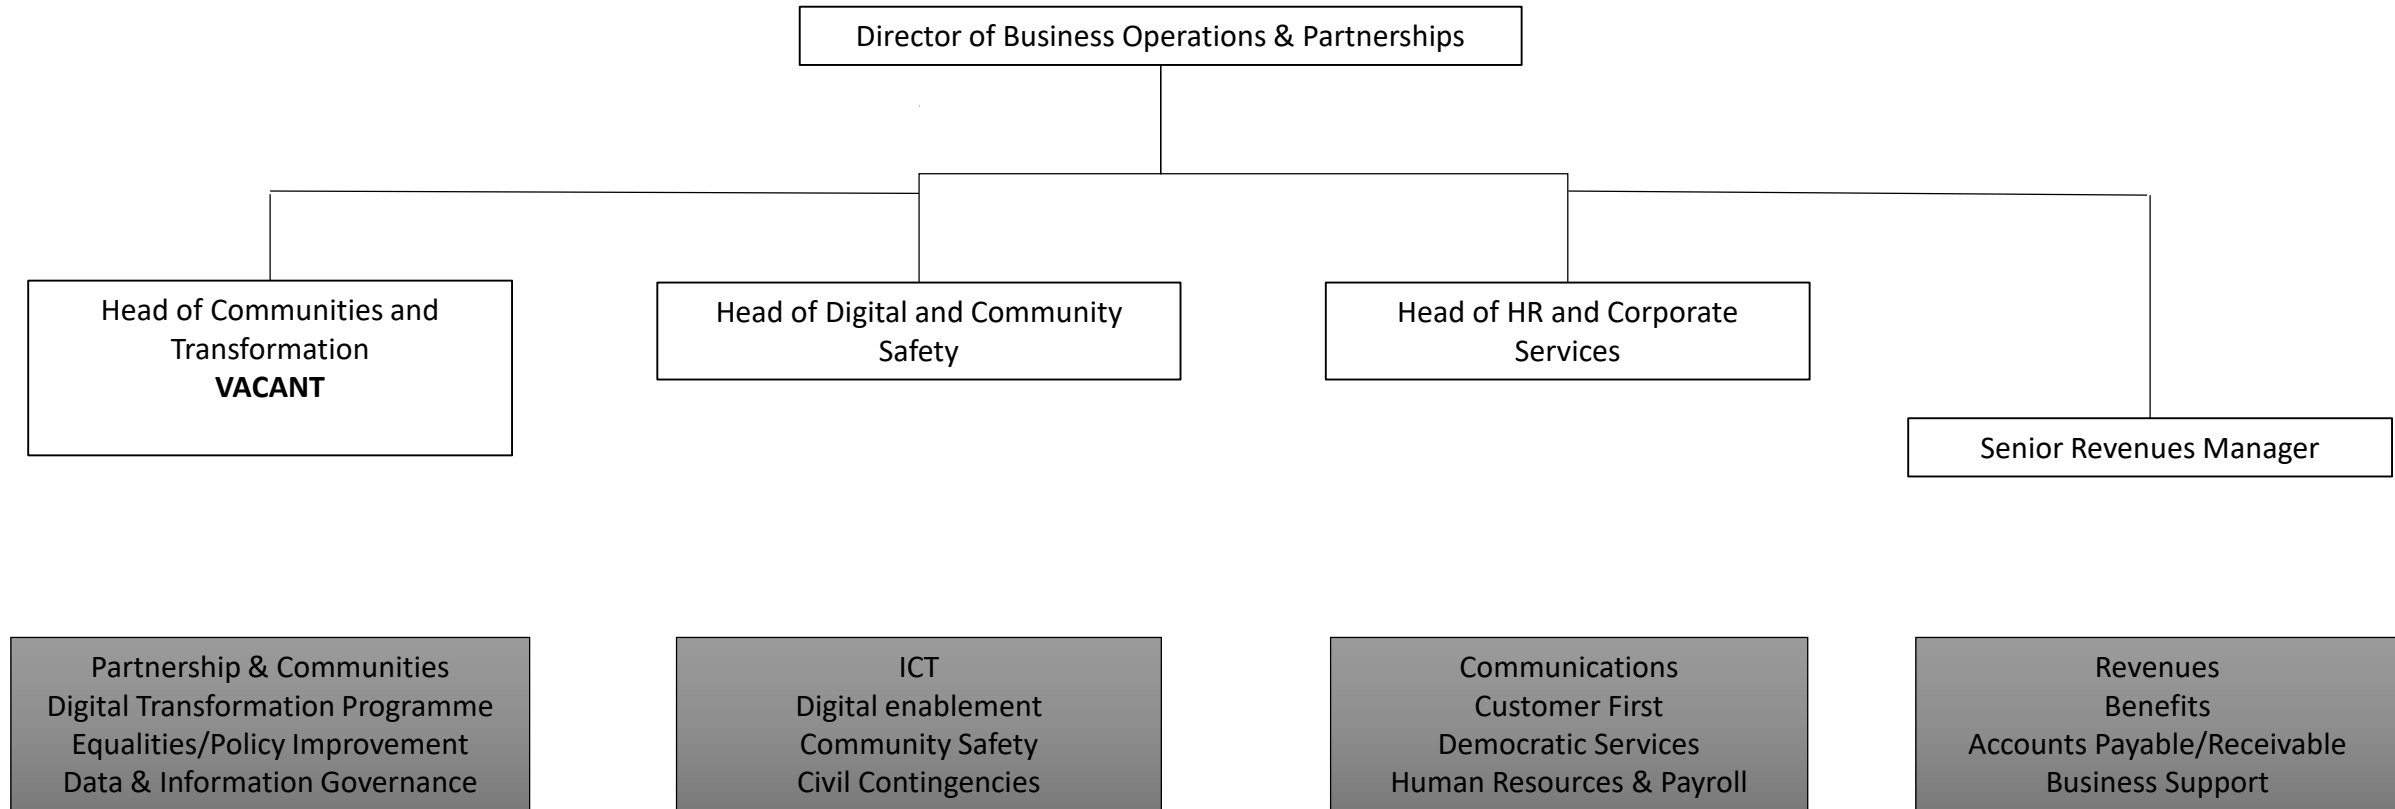 Director of Business Operations & Partnerships
Head of Communities and
Transformation
VACANT
Head of Digital and Community
Safety
Head of HR and Corporate
Services
Senior Revenues Manager
Partnership & Communities
Digital Transformation Programme
Equalities/Policy Improvement
Data & Information Governance
ICT
Digital enablement
Community Safety
Civil Contingencies
Communications
Customer First
Democratic Services
Human Resources & Payroll
Revenues
Benefits
Accounts Payable/Receivable
Business Support